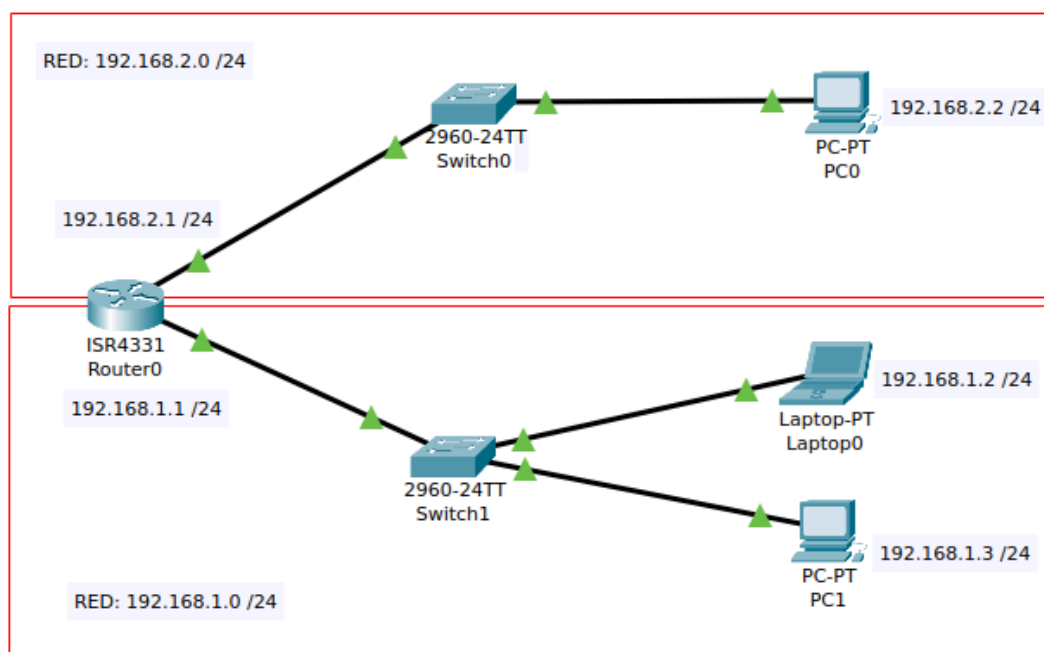 RED: 192.168.2.0 /24
2960-24TT
Switch0
192.168.2.2 /24
PC-PT
PC0
192.168.2.1 /24
ISR4331
Router0
192.168.1.1 /24
Laptop-PT
Laptop0
192.168.1.2 /24
2960-24TT
Switch1
192.168.1.3 /24
PC-PT
PC1
RED: 192.168.1.0 /24